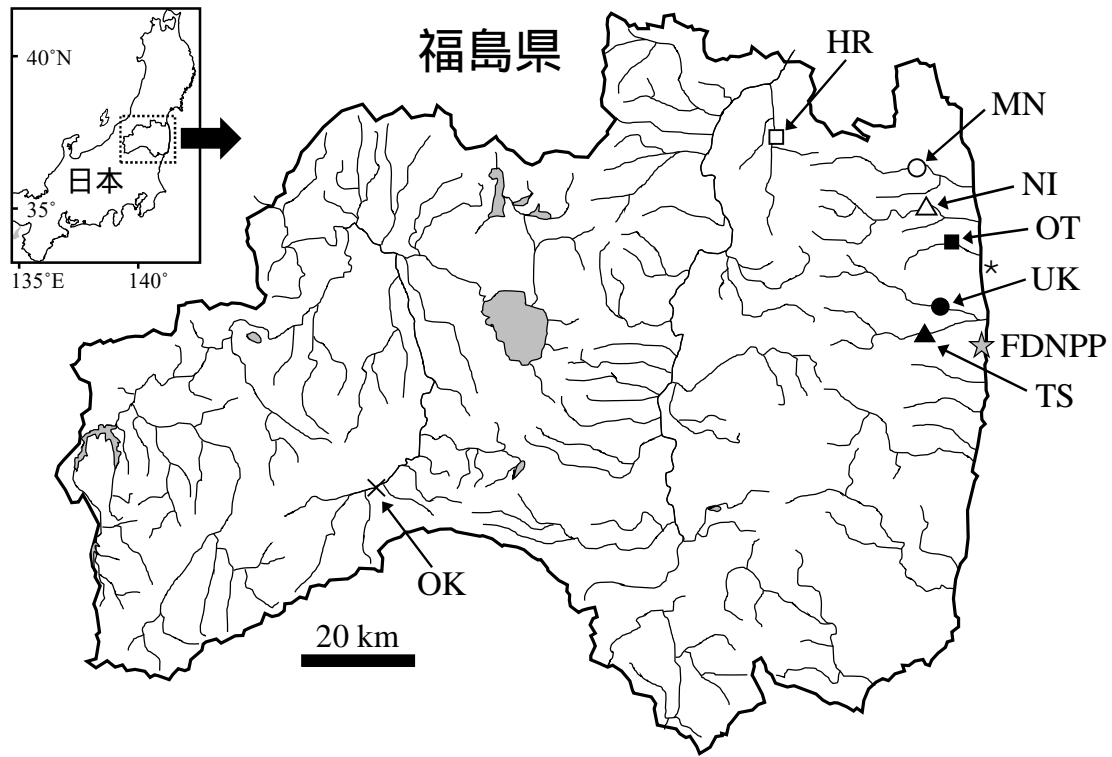 福島県
40˚N
日本
35˚
135˚E
140˚
HR
MN
NI
OT
*
UK
FDNPP
TS
OK
20 km